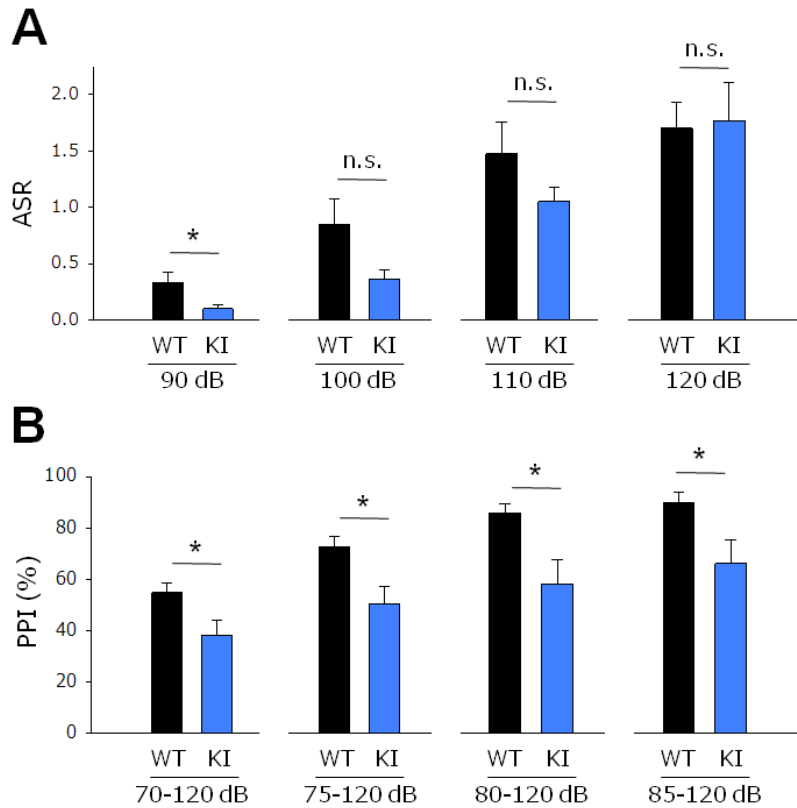 A
ASR
2.0
1.5
1.0
0.5
0.0
*
n.s.
n.s.
n.s.
WT KI WT KI WT KI WT KI
90 dB 100 dB 110 dB 120 dB
B
PPI (%)
100
80
60
40
20
0
*
*
*
*
WT KI WT KI WT KI WT KI
70-120 dB 75-120 dB 80-120 dB 85-120 dB